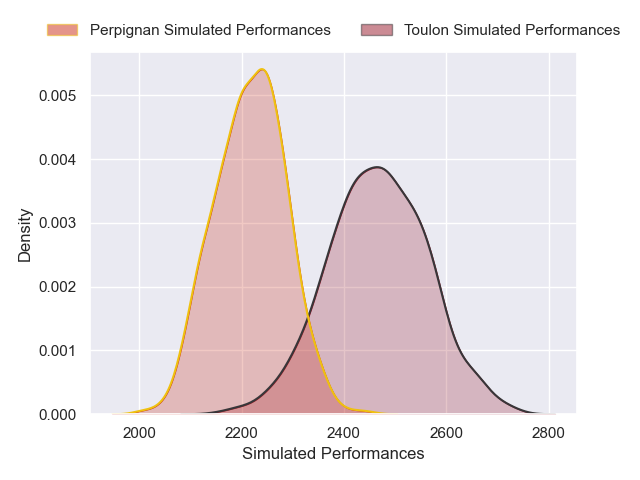 Perpignan Simulated Performances Toulon Simulated Performances
0.005
0.004
0.003
0.002
0.001
0.000
Density
2000 2200 2400 2600 2800
Simulated Performances